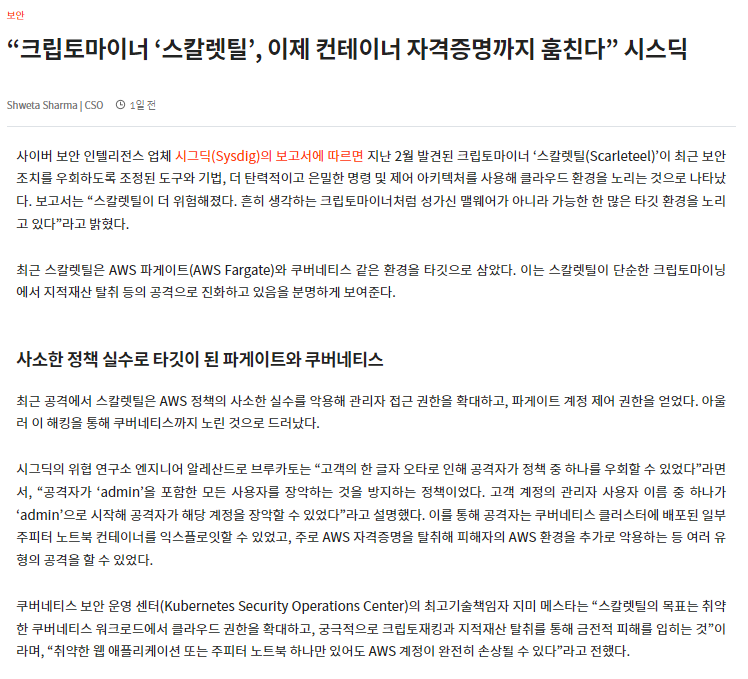 보안
“크립토마이너 ‘스칼렛틸’, 이제 컨테이너 자격증명까지 훔친다” 시스딕
Shweta Sharma | CSO 1일 전
사이버 보안 인텔리전스 업체 시그딕(Sysdig)의 보고서에 따르면 지난 2월 발견된 크립토마이너 ‘스칼렛틸(Scarleteel)’이 최근 보안
조치를 우회하도록 조정된 도구와 기법, 더 탄력적이고 은밀한 명령 및 제어 아키텍처를 사용해 클라우드 환경을 노리는 것으로 나타났
다. 보고서는 “스칼렛틸이 더 위험해졌다. 흔히 생각하는 크립토마이너처럼 성가신 맬웨어가 아니라 가능한 한 많은 타깃 환경을 노리
고 있다”라고 밝혔다.
최근 스칼렛틸은 AWS 파게이트(AWS Fargate)와 쿠버네티스 같은 환경을 타깃으로 삼았다. 이는 스칼렛틸이 단순한 크립토마이닝
에서 지적재산 탈취 등의 공격으로 진화하고 있음을 분명하게 보여준다.
사소한 정책 실수로 타깃이 된 파게이트와 쿠버네티스
최근 공격에서 스칼렛틸은 AWS 정책의 사소한 실수를 악용해 관리자 접근 권한을 확대하고, 파게이트 계정 제어 권한을 얻었다. 아울
러 이 해킹을 통해 쿠버네티스까지 노린 것으로 드러났다.
시그딕의 위협 연구소 엔지니어 알레산드로 브루카토는 “고객의 한 글자 오타로 인해 공격자가 정책 중 하나를 우회할 수 있었다”라면
서, “공격자가 ‘admin’을 포함한 모든 사용자를 장악하는 것을 방지하는 정책이었다. 고객 계정의 관리자 사용자 이름 중 하나가
‘admin’으로 시작해 공격자가 해당 계정을 장악할 수 있었다”라고 설명했다. 이를 통해 공격자는 쿠버네티스 클러스터에 배포된 일부
주피터 노트북 컨테이너를 익스플로잇할 수 있었고, 주로 AWS 자격증명을 탈취해 피해자의 AWS 환경을 추가로 악용하는 등 여러 유
형의 공격을 할 수 있었다.
쿠버네티스 보안 운영 센터(Kubernetes Security Operations Center)의 최고기술책임자 지미 메스타는 “스칼렛틸의 목표는 취약
한 쿠버네티스 워크로드에서 클라우드 권한을 확대하고, 궁극적으로 크립토재킹과 지적재산 탈취를 통해 금전적 피해를 입히는 것”이
라며, “취약한 웹 애플리케이션 또는 주피터 노트북 하나만 있어도 AWS 계정이 완전히 손상될 수 있다”라고 전했다.